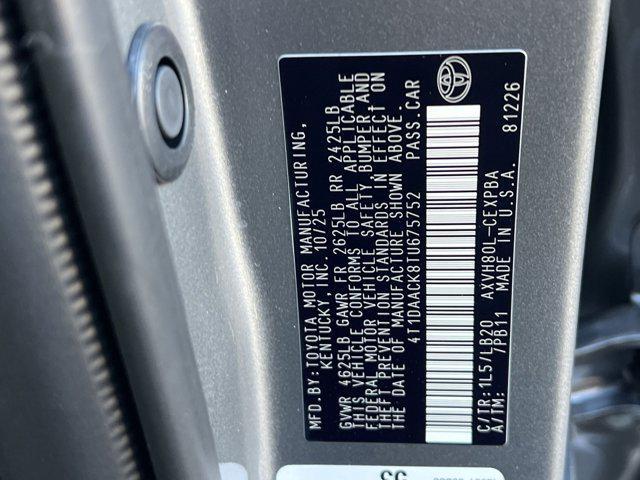 MFD.BY:TOYOTA MOTOR MANUFACTURING,
KENTUCKY, INC. 10/25
GVWR 4625LB GAWR FR 2625LB RR 2425LB
THIS VEHICLE CONFORMS TO ALL APPLICABLE
FEDERAL MOTOR VEHICLE SAFETY, BUMPER AND
THEFT PREVENTION STANDARDS IN EFFECT ON
THE DATE OF MANUFACTURE SHOWN ABOVE.
4T1DAACK8TU675752 PASS.CAR
C/TR:1L5/LB20 AXVH80L-CEXPBA
A/TM: 7PB11 MADE IN U.S.A. 81226